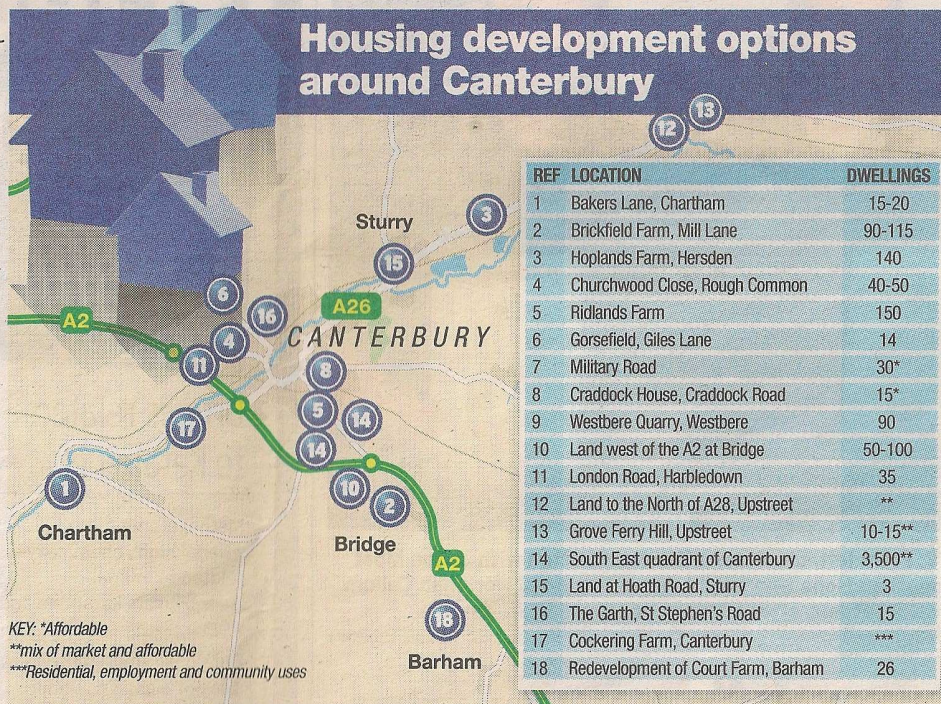 Housing development options
around Canterbury
12
13
3
Sturry
15
6
16
A26
A2
CANTERBURY
4
11
8
5
14
17
14
1
10
2
Chartham
Bridge
A2
18
Barham
KEY: *Affordable
**mix of market and affordable
***Residential, employment and community uses
REF LOCATION DWELLINGS
1 Bakers Lane, Chartham 15-20
2 Brickfield Farm, Mill Lane 90-115
3 Hoplands Farm, Hersden 140
4 Churchwood Close, Rough Common 40-50
5 Ridlands Farm 150
6 Gorsefield, Giles Lane 14
7 Military Road 30*
8 Craddock House, Craddock Road 15*
9 Westbere Quarry, Westbere 90
10 Land west of the A2 at Bridge 50-100
11 London Road, Harbledown 35
12 Land to the North of A28, Upstreet **
13 Grove Ferry Hill, Upstreet 10-15**
14 South East quadrant of Canterbury 3,500**
15 Land at Hoath Road, Sturry 3
16 The Garth, St Stephen's Road 15
17 Cockering Farm, Canterbury ***
18 Redevelopment of Court Farm, Barham 26